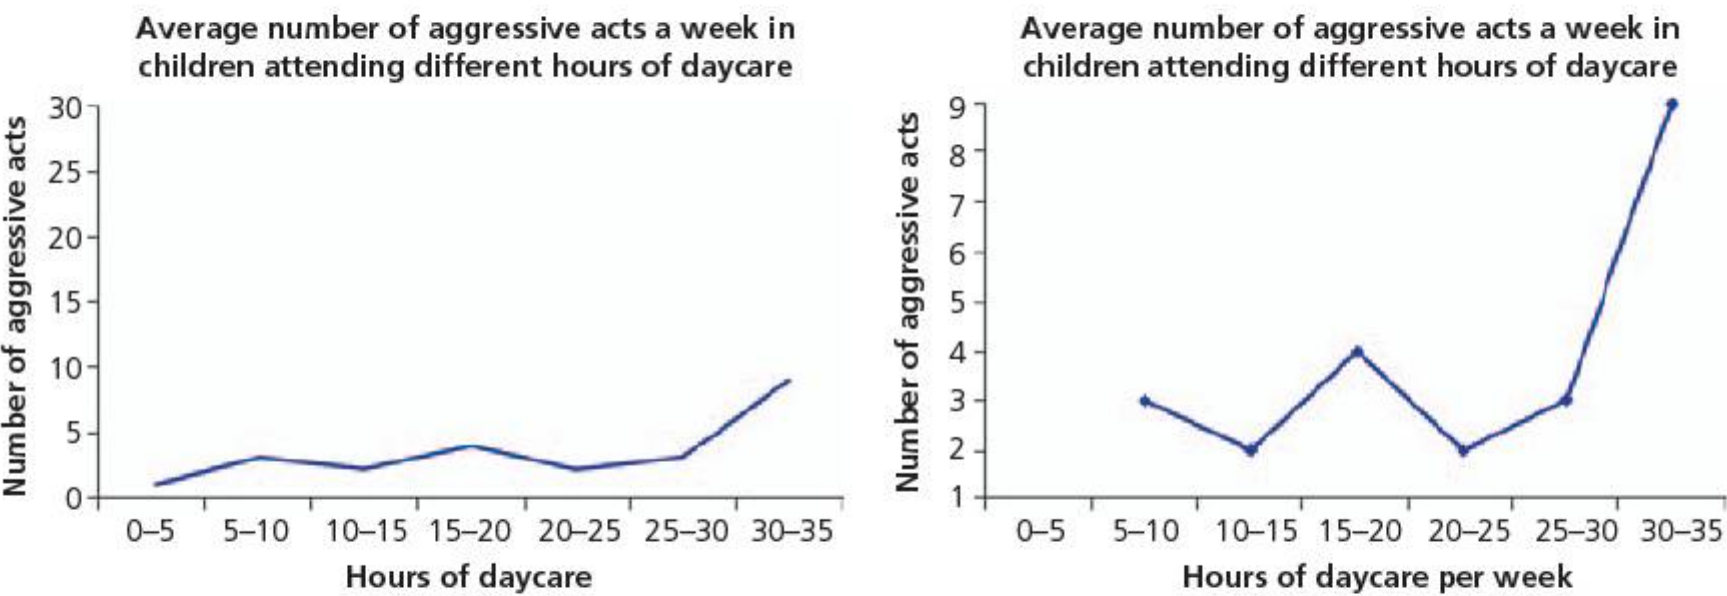 Average number of aggressive acts a week in
children attending different hours of daycare
Number of aggressive acts
30
25
20
15
10
5
0
0–5 5–10 10–15 15–20 20–25 25–30 30–35
Hours of daycare
Average number of aggressive acts a week in
children attending different hours of daycare
Number of aggressive acts
9
8
7
6
5
4
3
2
1
0–5 5–10 10–15 15–20 20–25 25–30 30–35
Hours of daycare per week